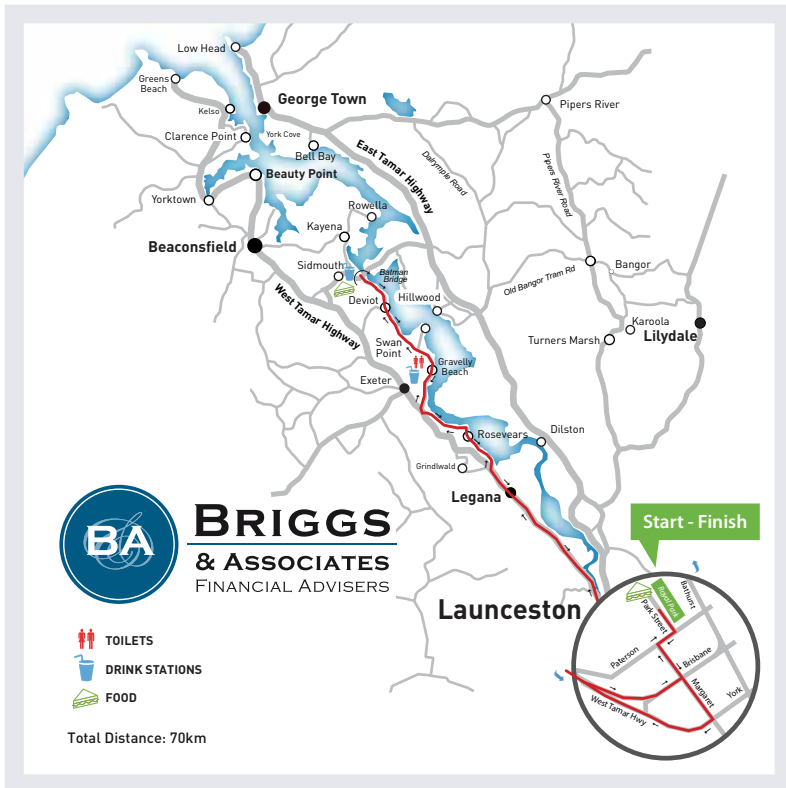 Low Head
Greens
Beach
George Town
Kelso
Pipers River
Clarence Point
York Cove
Bell Bay
East Tamar Highway
Dalrymple Road
Pipers River Road
Beauty Point
Yorktown
Rowella
Kayena
Beaconsfield
Sidmouth
Batman
Bridge
Bangor
Old Bangor Tram Rd
Deviot
Hillwood
West Tamar Highway
Karoola
Lilydale
Turners Marsh
Swan
Point
Gravelly
Beach
Exeter
Rosevears
Dilston
Grindlwald
Legana
BA
BRIGGS
& ASSOCIATES
FINANCIAL ADVISERS
Start - Finish
Launceston
Royal Park
Bathurst
Park Street
Paterson
Brisbane
Margaret
York
West Tamar Hwy
TOILETS
DRINK STATIONS
FOOD
Total Distance: 70km